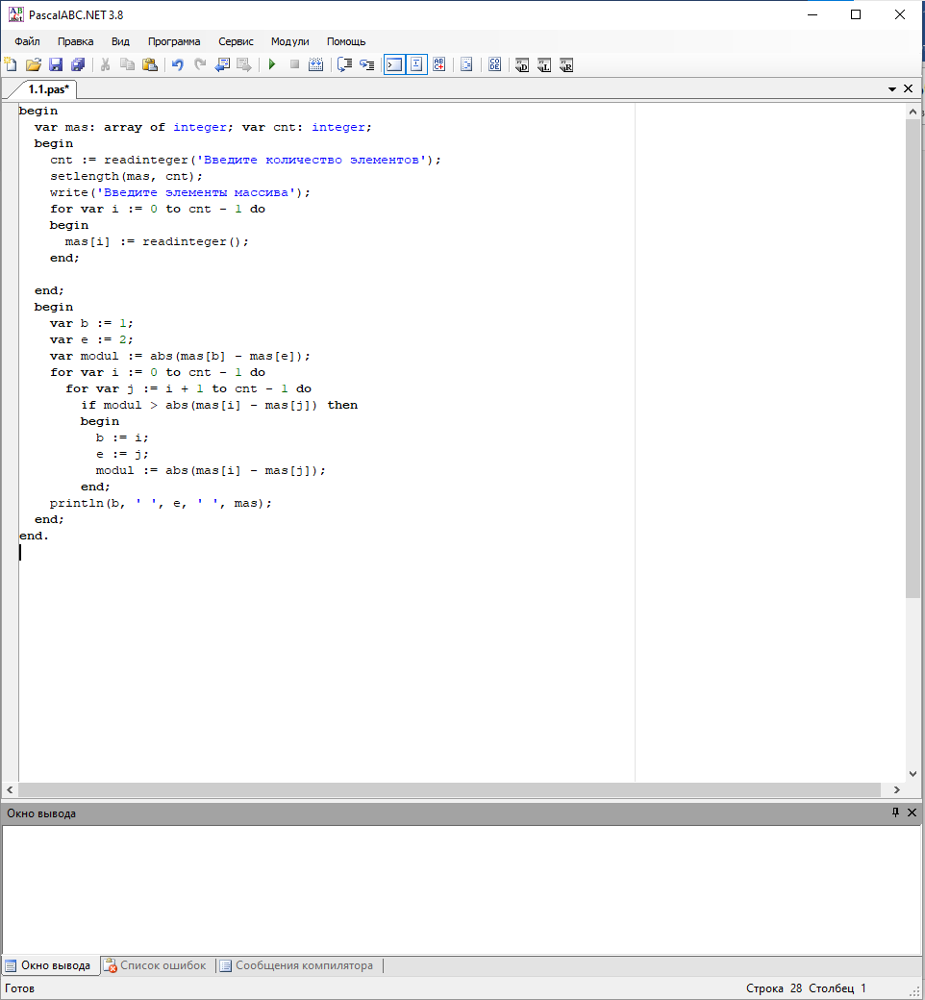 PascalABC.NET 3.8
Файл Правка Вид Программа Сервис Модули Помощь
1.1.pas*
begin
  var mas: array of integer; var cnt: integer;
  begin
    cnt := readinteger('Введите количество элементов');
    setlength(mas, cnt);
    write('Введите элементы массива');
    for var i := 0 to cnt - 1 do
    begin
      mas[i] := readinteger();
    end;

  end;
  begin
    var b := 1;
    var e := 2;
    var modul := abs(mas[b] - mas[e]);
    for var i := 0 to cnt - 1 do
      for var j := i + 1 to cnt - 1 do
        if modul > abs(mas[i] - mas[j]) then
        begin
          b := i;
          e := j;
          modul := abs(mas[i] - mas[j]);
        end;
    println(b, ' ', e, ' ', mas);
  end;
end.
Окно вывода
Окно вывода Список ошибок Сообщения компилятора
Готов Строка 28 Столбец 1